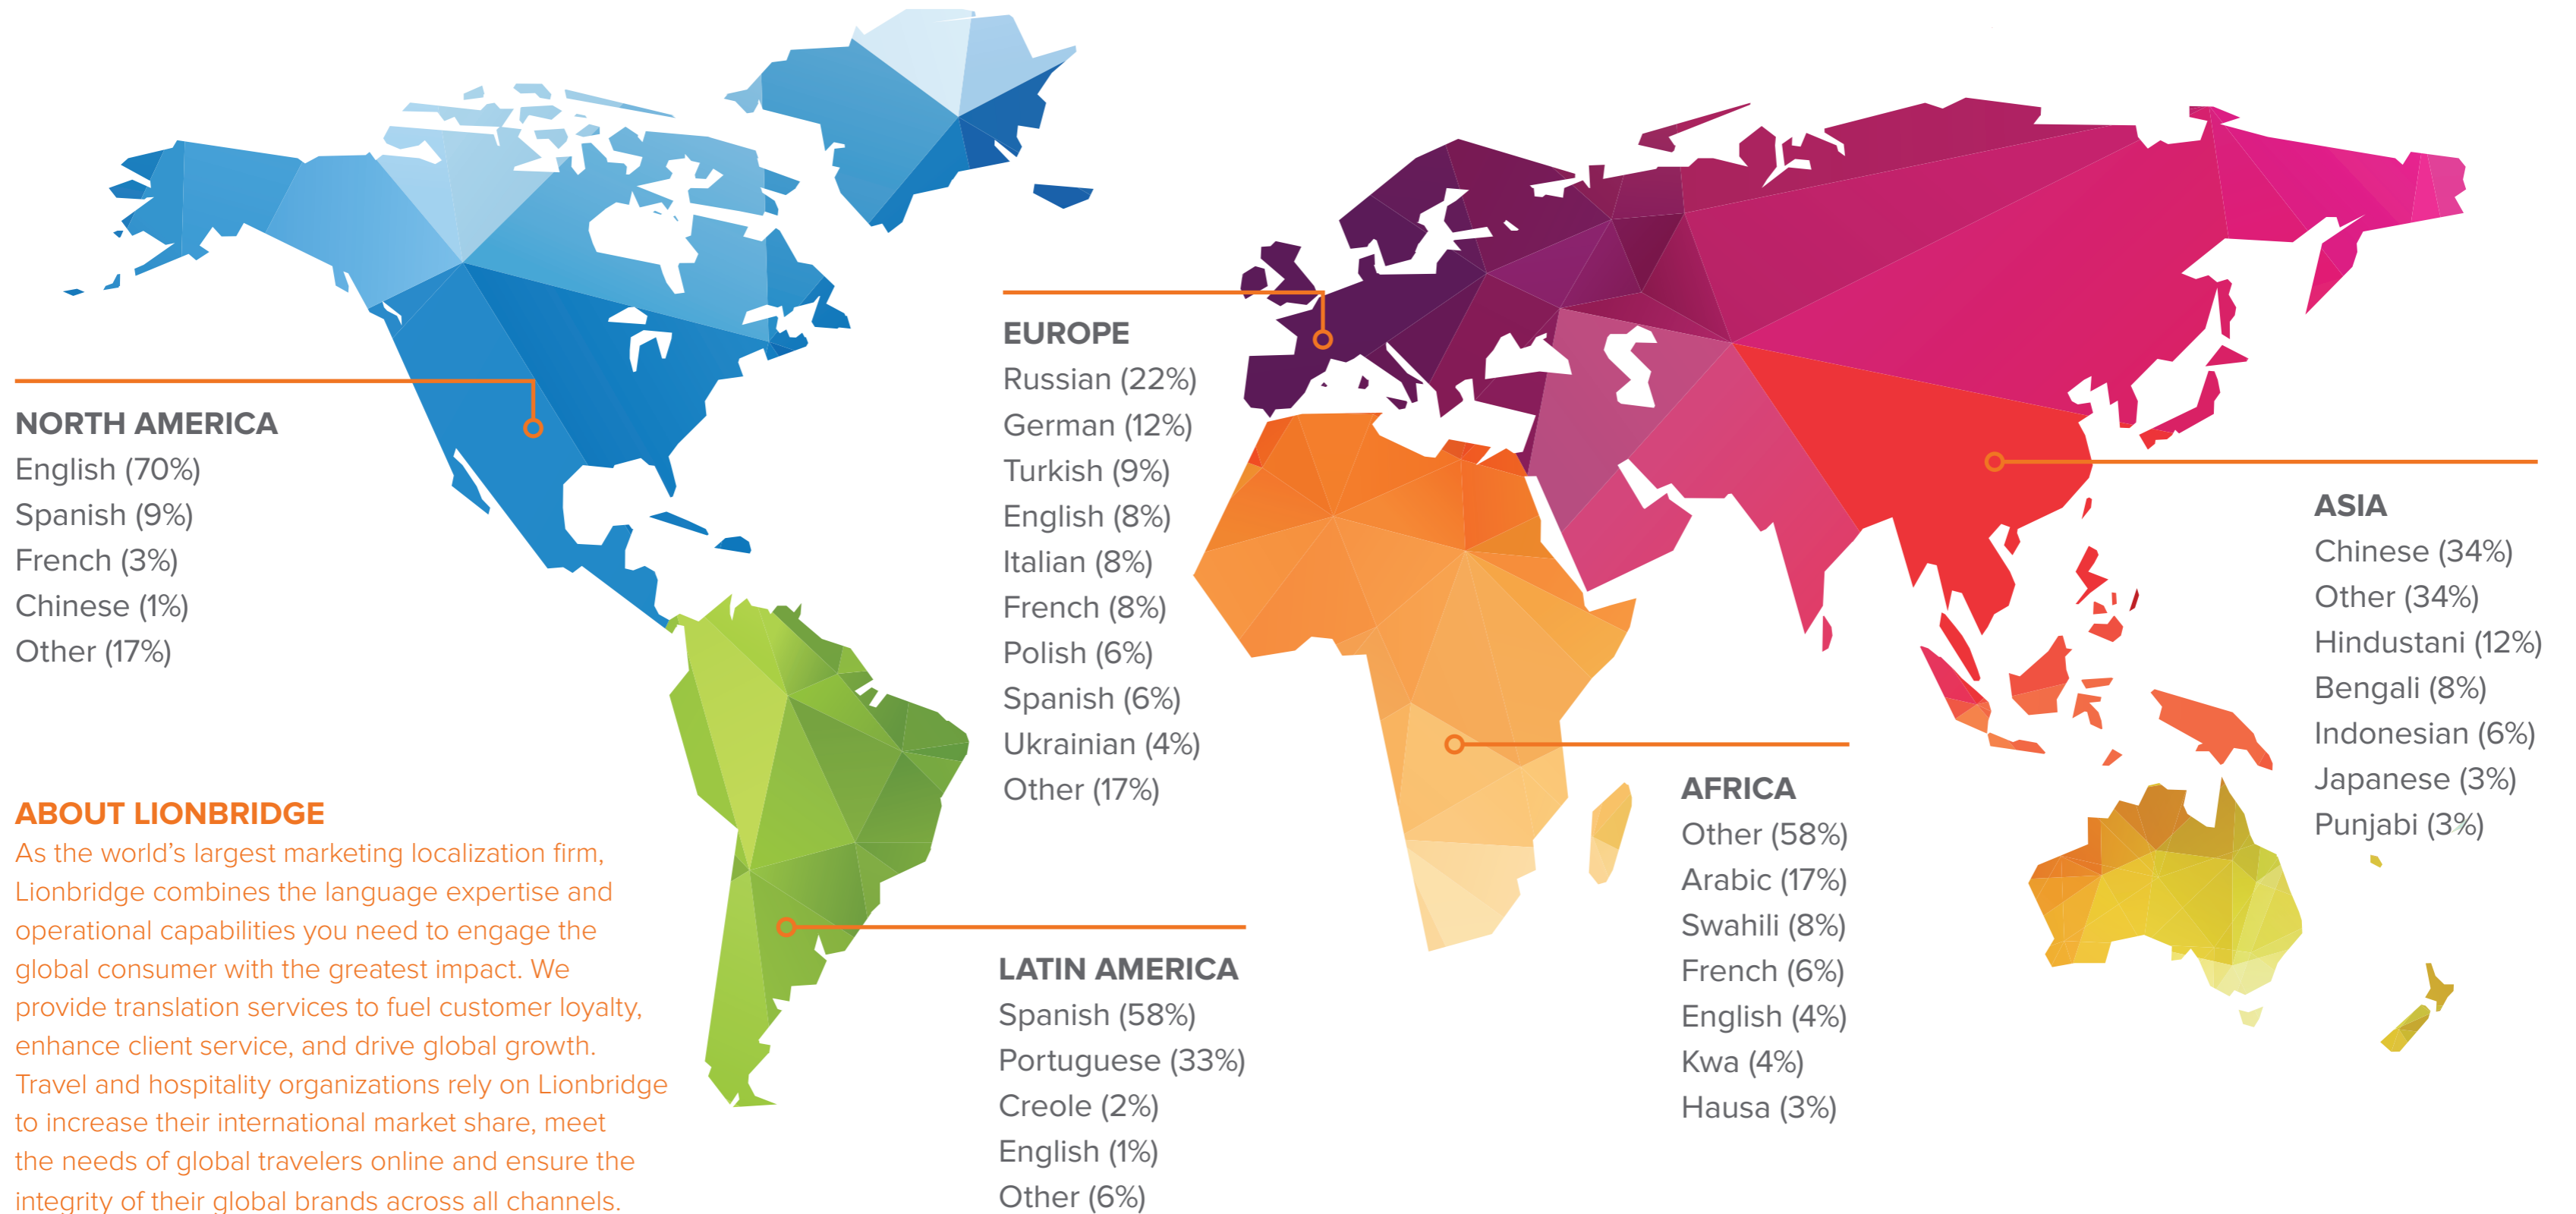 NORTH AMERICA
English (70%)
Spanish (9%)
French (3%)
Chinese (1%)
Other (17%)
ABOUT LIONBRIDGE
As the world’s largest marketing localization firm,
Lionbridge combines the language expertise and
operational capabilities you need to engage the
global consumer with the greatest impact. We
provide translation services to fuel customer loyalty,
enhance client service, and drive global growth.
Travel and hospitality organizations rely on Lionbridge
to increase their international market share, meet
the needs of global travelers online and ensure the
integrity of their global brands across all channels.
EUROPE
Russian (22%)
German (12%)
Turkish (9%)
English (8%)
Italian (8%)
French (8%)
Polish (6%)
Spanish (6%)
Ukrainian (4%)
Other (17%)
LATIN AMERICA
Spanish (58%)
Portuguese (33%)
Creole (2%)
English (1%)
Other (6%)
AFRICA
Other (58%)
Arabic (17%)
Swahili (8%)
French (6%)
English (4%)
Kwa (4%)
Hausa (3%)
ASIA
Chinese (34%)
Other (34%)
Hindustani (12%)
Bengali (8%)
Indonesian (6%)
Japanese (3%)
Punjabi (3%)